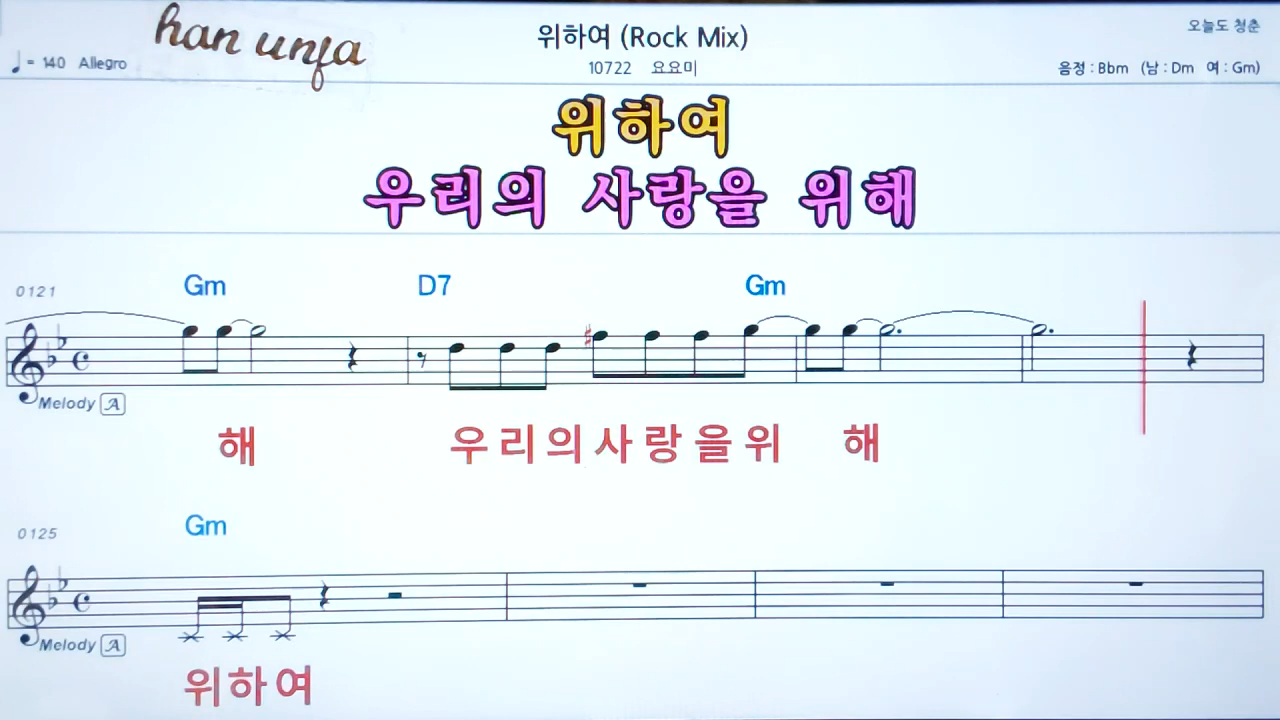 han unfa
위하여 (Rock Mix)
오늘도 청춘
♩ = 140 Allegro
10722 요요미
음정 : Bbm (남 : Dm 여 : Gm)
위하여
우리의 사랑을 위해
Gm D7 Gm
0121
Melody A
해 우리의사랑을위 해
Gm
0125
Melody A
위하여